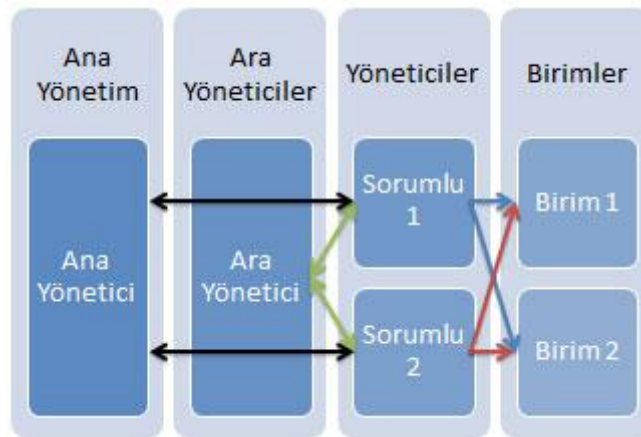 Ana
Yönetim
Ara
Yöneticiler
Yöneticiler
Birimler
Ana
Yönetici
Ara
Yönetici
Sorumlu
1
Sorumlu
2
Birim 1
Birim 2